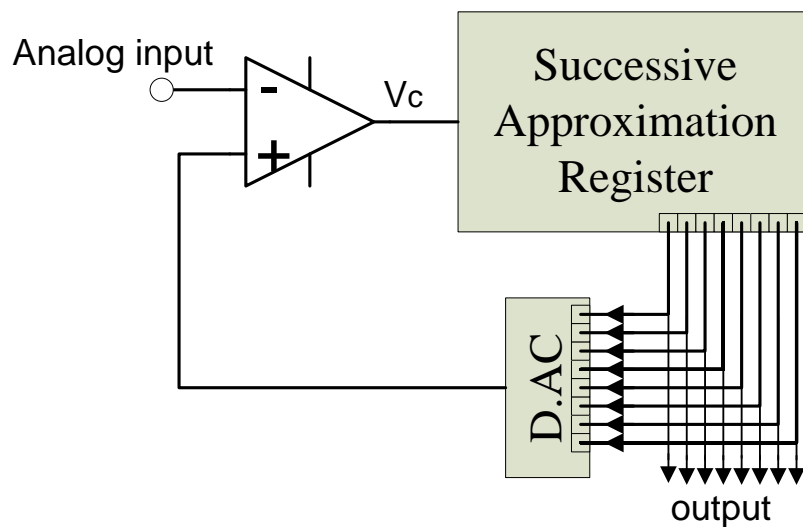 Analog input
-
+
Vc
Successive
Approximation
Register
D.AC
output